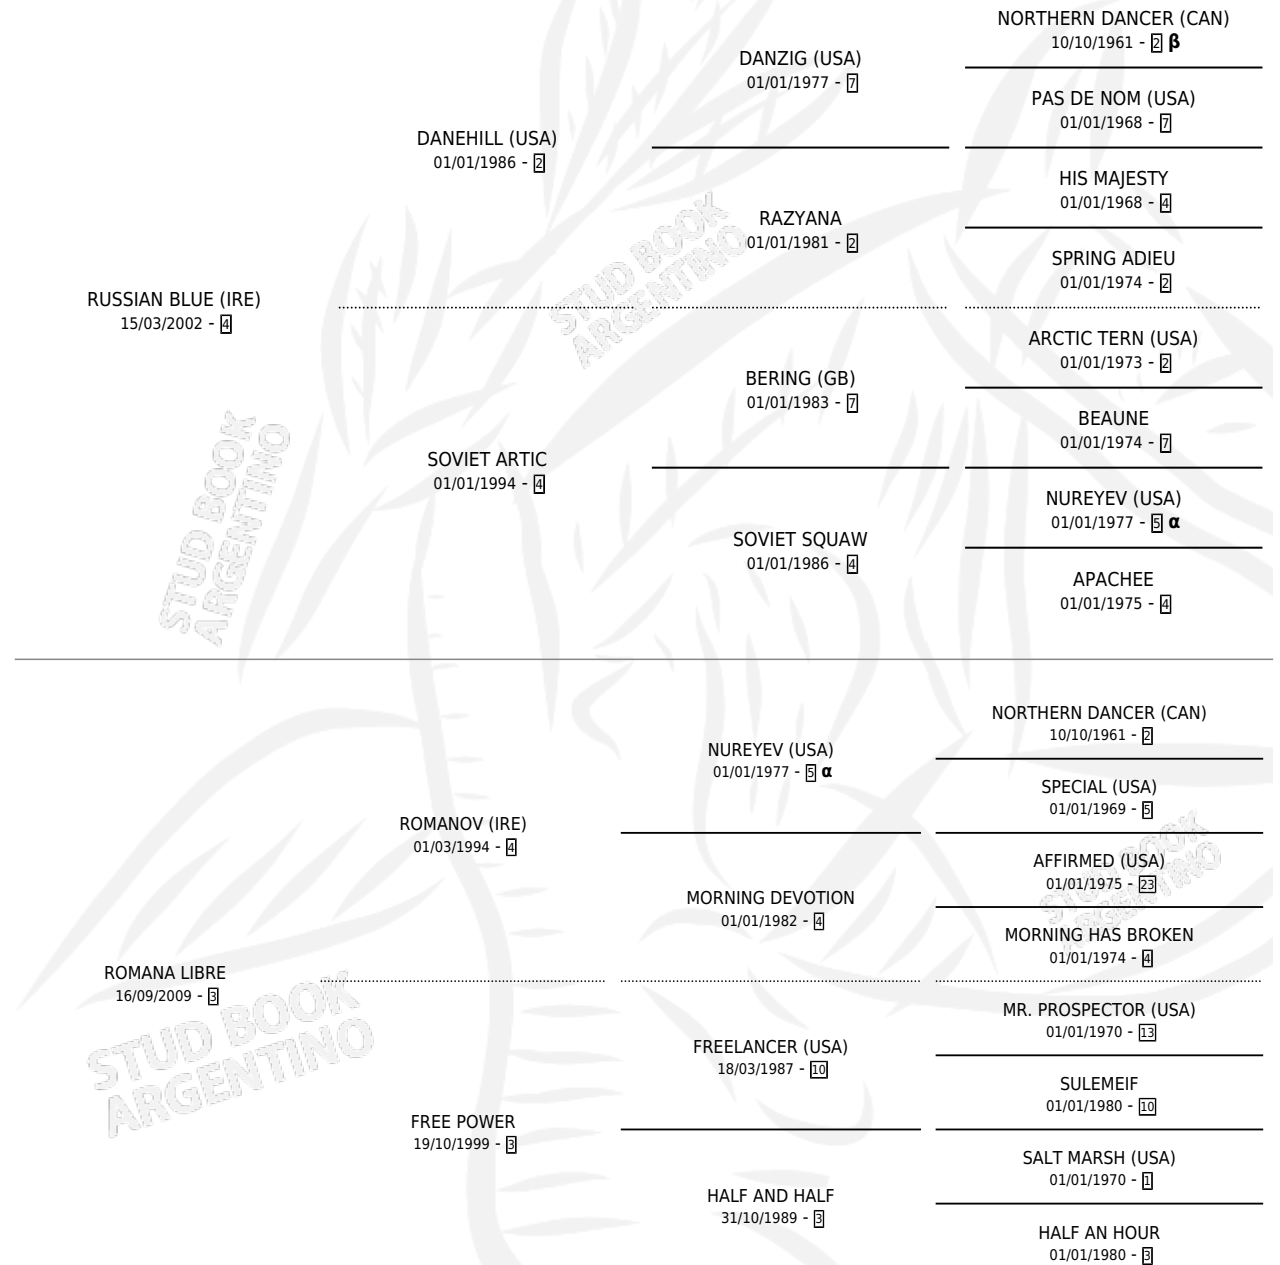 NORTHERN DANCER (CAN)
10/10/1961 - 2 β
DANZIG (USA)
01/01/1977 - 7
PAS DE NOM (USA)
01/01/1968 - 7
DANEHILL (USA)
01/01/1986 - 2
HIS MAJESTY
01/01/1968 - 4
RAZYANA
01/01/1981 - 2
SPRING ADIEU
01/01/1974 - 2
RUSSIAN BLUE (IRE)
15/03/2002 - 4
ARCTIC TERN (USA)
01/01/1973 - 2
BERING (GB)
01/01/1983 - 7
BEAUNE
01/01/1974 - 7
SOVIET ARTIC
01/01/1994 - 4
NUREYEV (USA)
01/01/1977 - 5 α
SOVIET SQUAW
01/01/1986 - 4
APACHEE
01/01/1975 - 4
NORTHERN DANCER (CAN)
10/10/1961 - 2
NUREYEV (USA)
01/01/1977 - 5 α
SPECIAL (USA)
01/01/1969 - 5
ROMANOV (IRE)
01/03/1994 - 4
AFFIRMED (USA)
01/01/1975 - 23
MORNING DEVOTION
01/01/1982 - 4
MORNING HAS BROKEN
01/01/1974 - 4
ROMANA LIBRE
16/09/2009 - 3
MR. PROSPECTOR (USA)
01/01/1970 - 13
FREELANCER (USA)
18/03/1987 - 10
SULEMEIF
01/01/1980 - 10
FREE POWER
19/10/1999 - 3
SALT MARSH (USA)
01/01/1970 - 1
HALF AND HALF
31/10/1989 - 3
HALF AN HOUR
01/01/1980 - 3
STUD BOOK
ARGENTINO
STUD BOOK
ARGENTINO
STUD BOOK
ARGENTINO
STUD BOOK
ARGENTINO